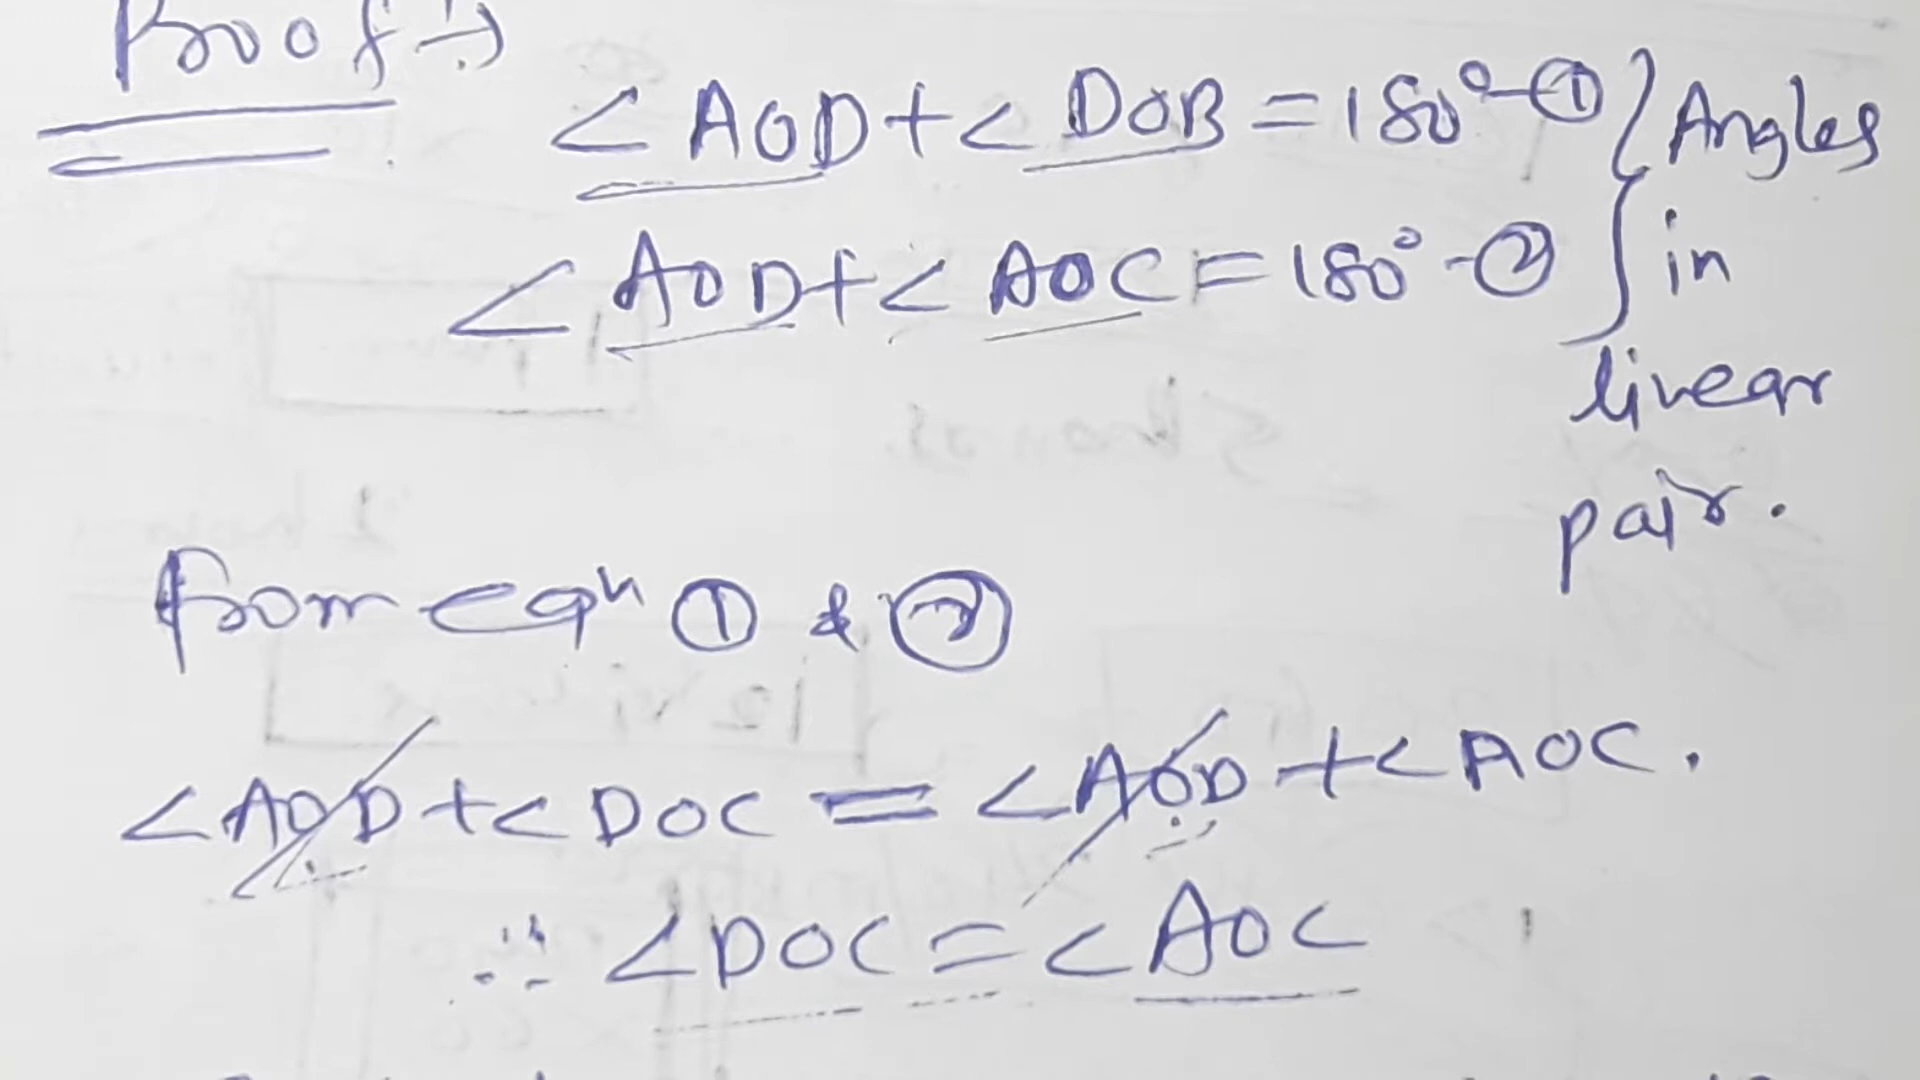 Proof :→
∠AOD + ∠DOB = 180° - ① } Angles
∠AOD + ∠AOC = 180° - ② in
linear
pair.
From eqn ① & ②
∠AOD + ∠DOC = ∠AOD + ∠AOC.
∴ ∠DOC = ∠AOC